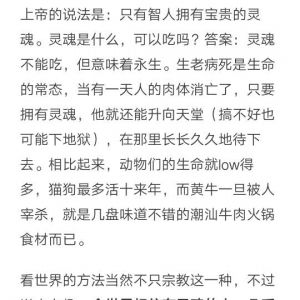 上帝的说法是：只有智人拥有宝贵的灵
魂。灵魂是什么，可以吃吗？答案：灵魂
不能吃，但意味着永生。生老病死是生命
的常态，当有一天人的肉体消亡了，只要
拥有灵魂，他就还能升向天堂（搞不好也
可能下地狱），在那里长长久久地待下
去。相比起来，动物们的生命就low得
多，猫狗最多活十来年，而黄牛一旦被人
宰杀，就是几盘味道不错的潮汕牛肉火锅
食材而已。
看世界的方法当然不只宗教这一种，不过